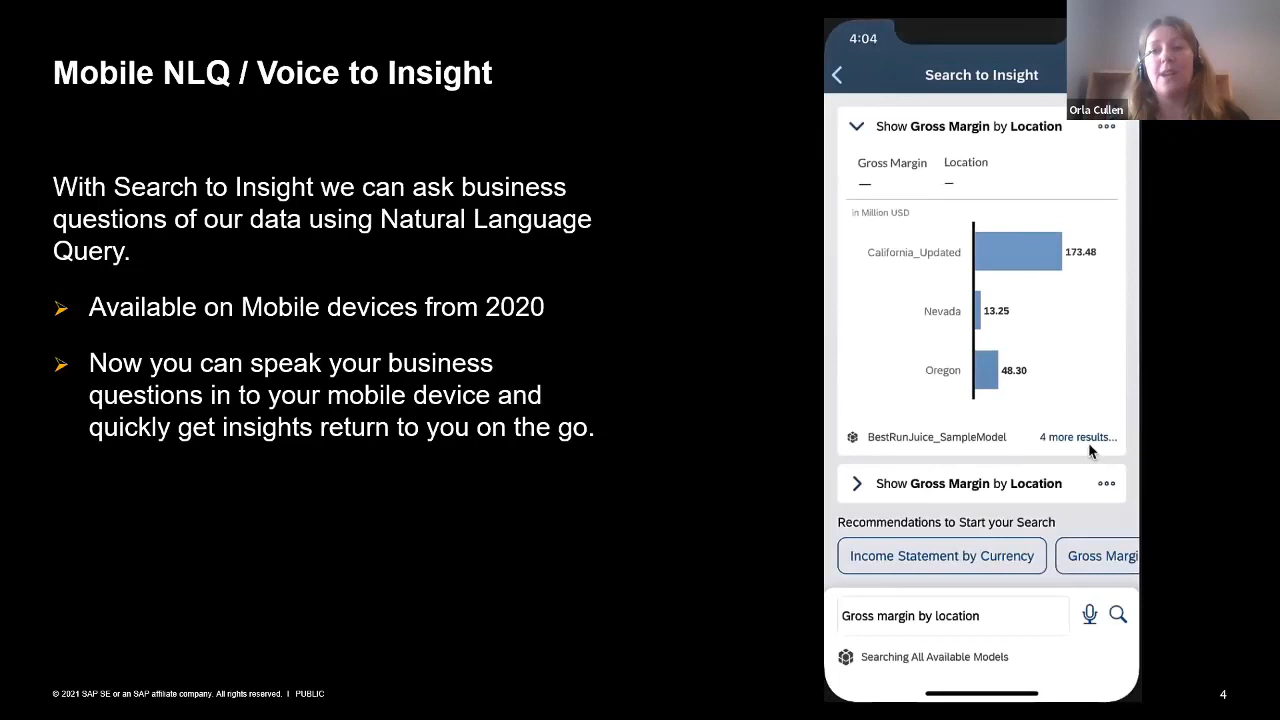 Mobile NLQ / Voice to Insight
With Search to Insight we can ask business
questions of our data using Natural Language
Query.
Available on Mobile devices from 2020
Now you can speak your business
questions in to your mobile device and
quickly get insights return to you on the go.
© 2021 SAP SE or an SAP affiliate company. All rights reserved. I PUBLIC
4:04
Search to Insight
Orla Cullen
Show Gross Margin by Location
Gross Margin Location
— –
in Million USD
California_Updated 173.48
Nevada 13.25
Oregon 48.30
BestRunJuice_SampleModel 4 more results...
Show Gross Margin by Location
Recommendations to Start your Search
Income Statement by Currency Gross Margi
Gross margin by location
Searching All Available Models
4